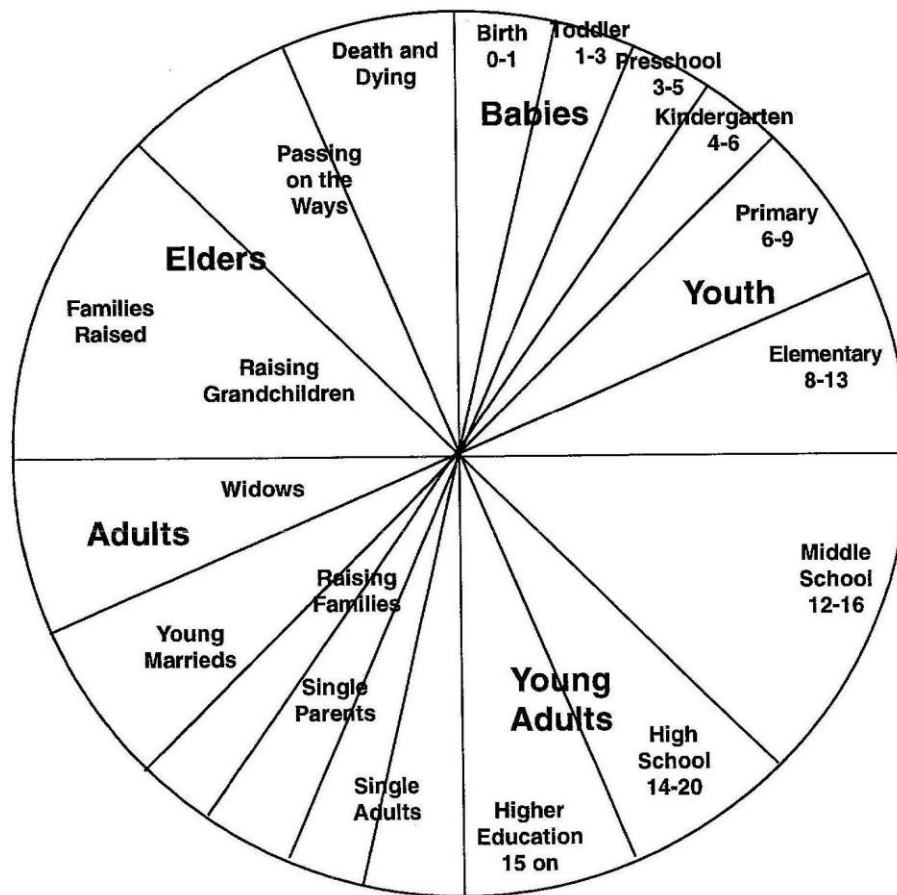 Birth
0-1
Toddler
1-3
Preschool
3-5
Kindergarten
4-6
Babies
Primary
6-9
Youth
Elementary
8-13
Middle
School
12-16
Young
Adults
High
School
14-20
Higher
Education
15 on
Single
Adults
Single
Parents
Raising
Families
Young
Marrieds
Adults
Widows
Raising
Grandchildren
Families
Raised
Elders
Passing
on the
Ways
Death and
Dying